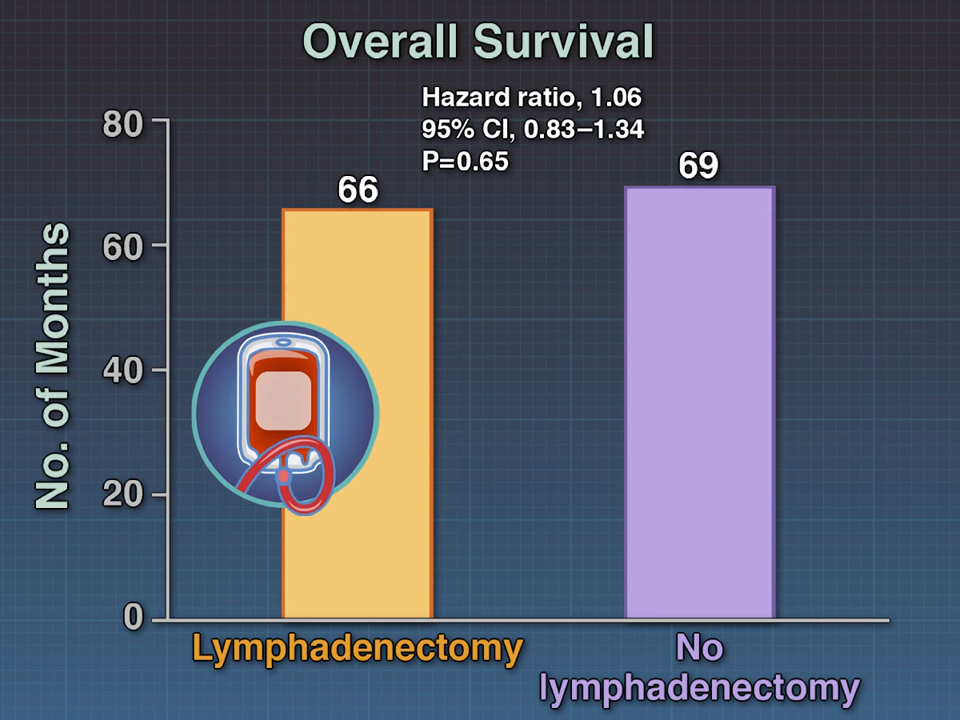 Overall Survival
Hazard ratio, 1.06
95% CI, 0.83–1.34
P=0.65
80
60
40
20
0
No. of Months
66
69
Lymphadenectomy
No
lymphadenectomy